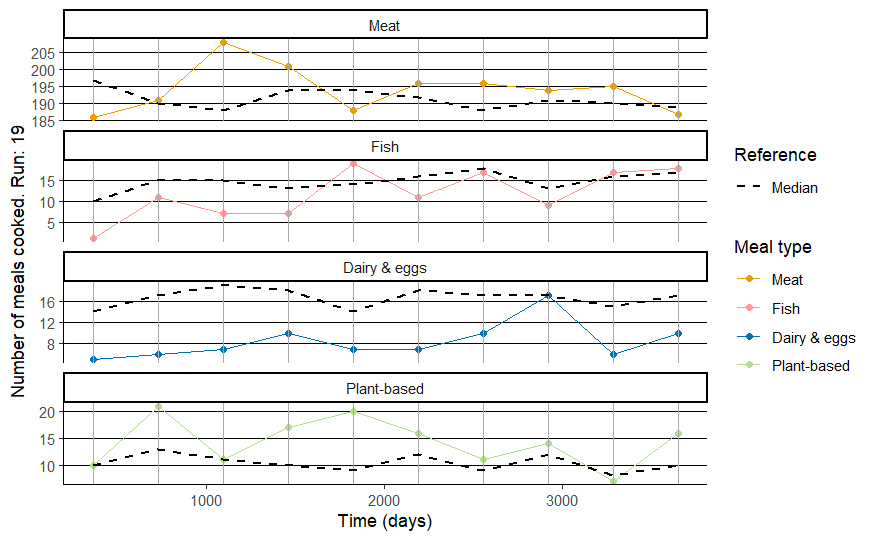 Meat
205
200
195
190
185
Fish
15
10
5
Dairy & eggs
16
12
8
Plant-based
20
15
10
1000 2000 3000
Time (days)
Number of meals cooked. Run: 19
Reference
Median
Meal type
Meat
Fish
Dairy & eggs
Plant-based